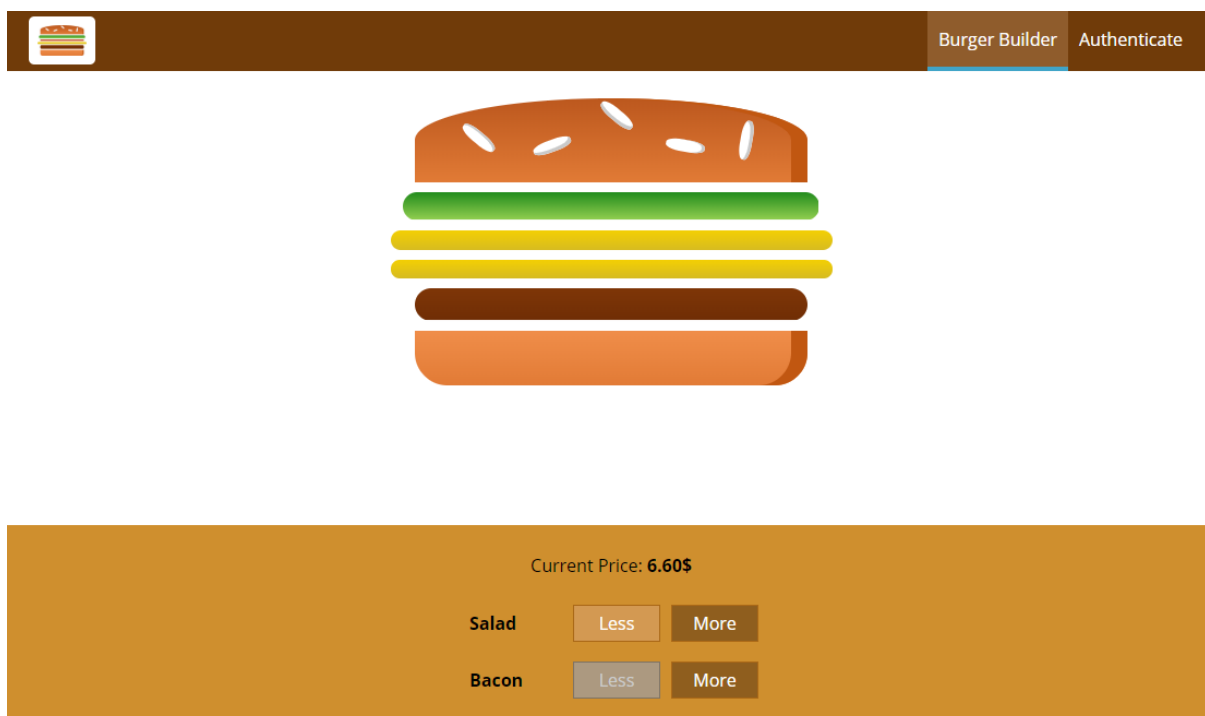 Burger Builder Authenticate
Current Price: 6.60$
Salad Less More
Bacon Less More